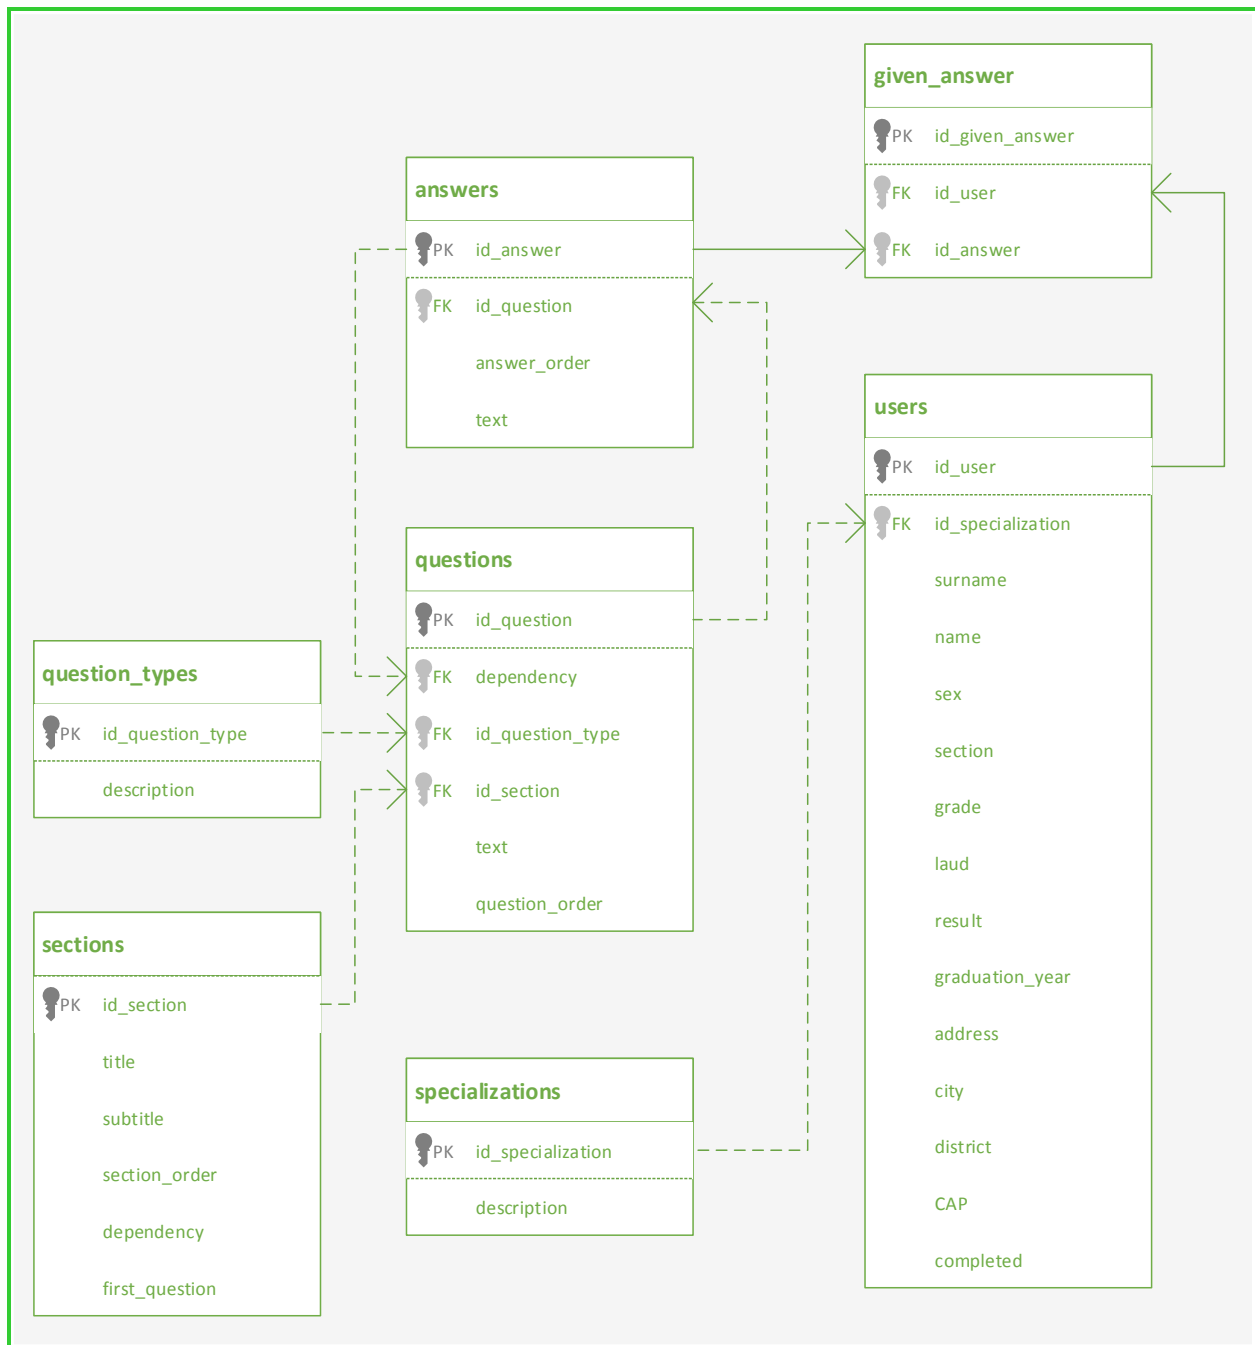 given_answer
PK id_given_answer
FK id_user
FK id_answer
answers
PK id_answer
FK id_question
answer_order
text
users
PK id_user
FK id_specialization
surname
name
sex
section
grade
laud
result
graduation_year
address
city
district
CAP
completed
questions
PK id_question
FK dependency
FK id_question_type
FK id_section
text
question_order
question_types
PK id_question_type
description
sections
PK id_section
title
subtitle
section_order
dependency
first_question
specializations
PK id_specialization
description